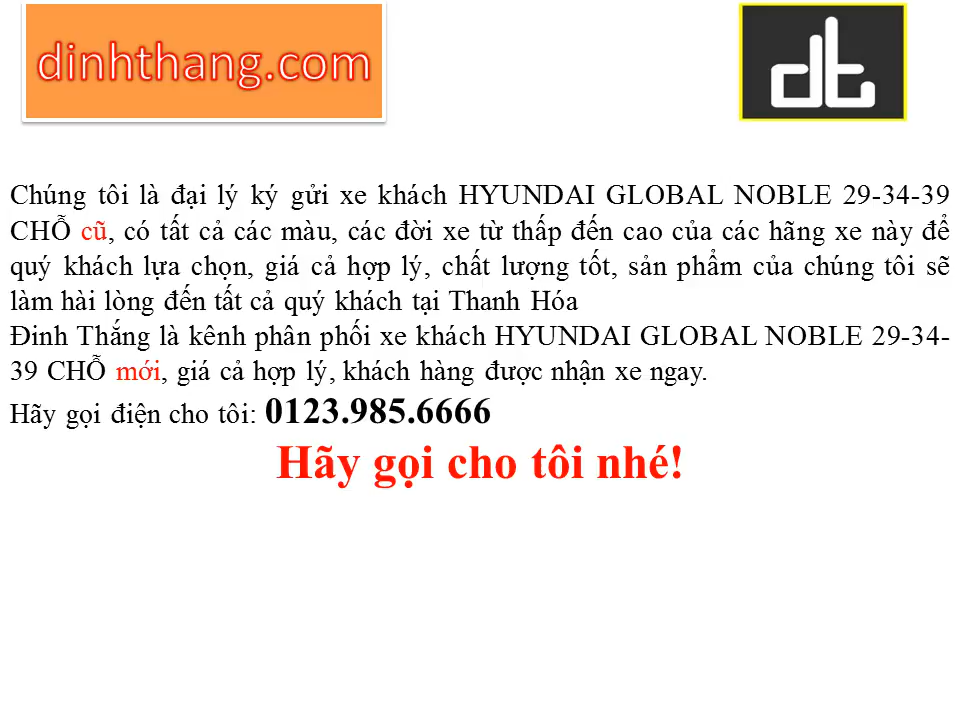 dinhthang.com
dt
Chúng tôi là đại lý ký gửi xe khách HYUNDAI GLOBAL NOBLE 29-34-39
CHỖ cũ, có tất cả các màu, các đời xe từ thấp đến cao của các hãng xe này để
quý khách lựa chọn, giá cả hợp lý, chất lượng tốt, sản phẩm của chúng tôi sẽ
làm hài lòng đến tất cả quý khách tại Thanh Hóa
Đinh Thắng là kênh phân phối xe khách HYUNDAI GLOBAL NOBLE 29-34-
39 CHỖ mới, giá cả hợp lý, khách hàng được nhận xe ngay.
Hãy gọi điện cho tôi: 0123.985.6666
Hãy gọi cho tôi nhé!